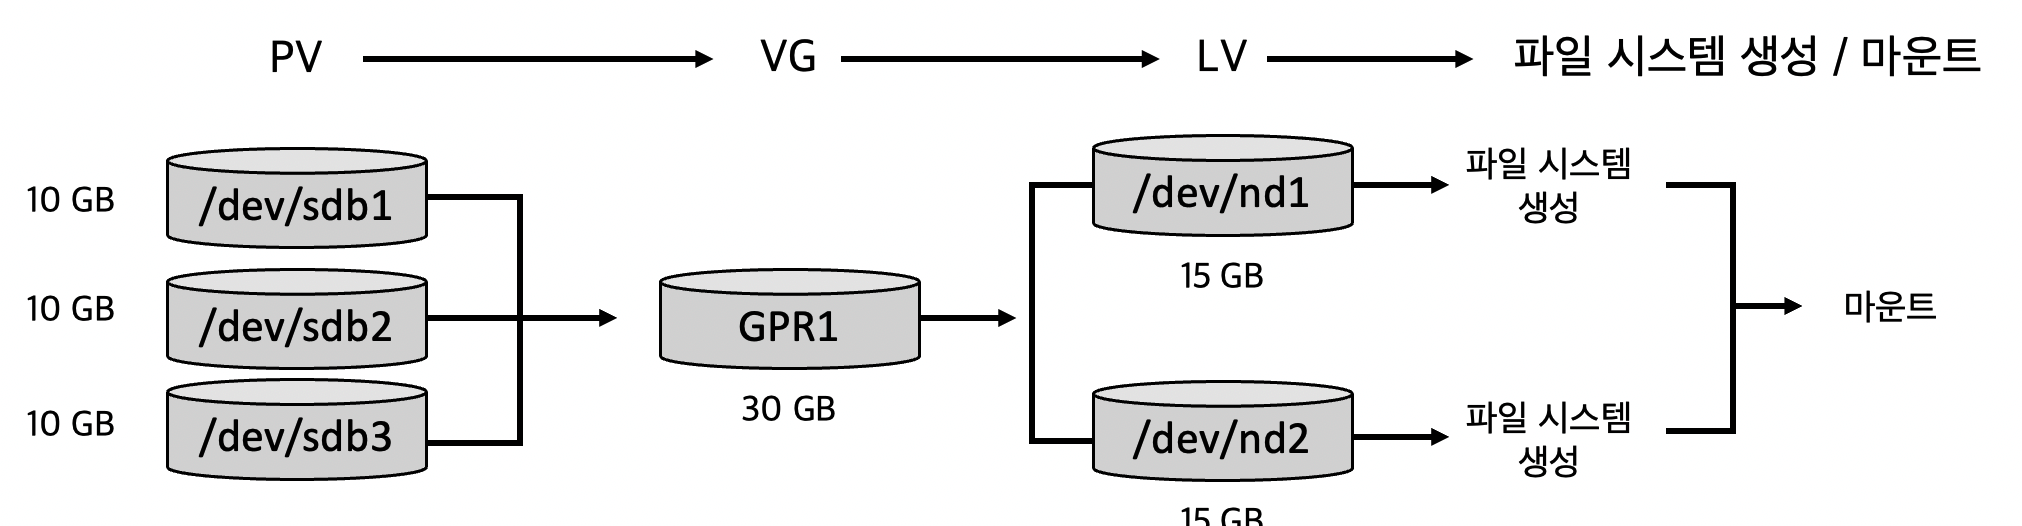 PV
VG
LV
파일 시스템 생성 / 마운트
10 GB
/dev/sdb1
10 GB
/dev/sdb2
10 GB
/dev/sdb3
GPR1
30 GB
/dev/nd1
15 GB
/dev/nd2
15 GB
파일 시스템
생성
파일 시스템
생성
마운트